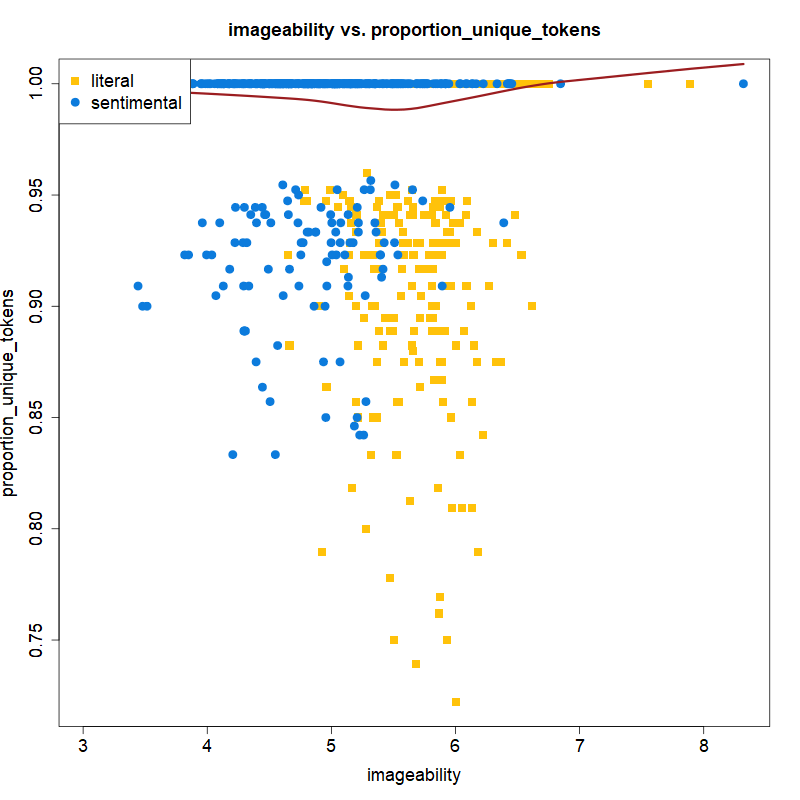 imageability vs. proportion_unique_tokens
literal
sentimental
proportion_unique_tokens
1.00
0.95
0.90
0.85
0.80
0.75
3 4 5 6 7 8
imageability